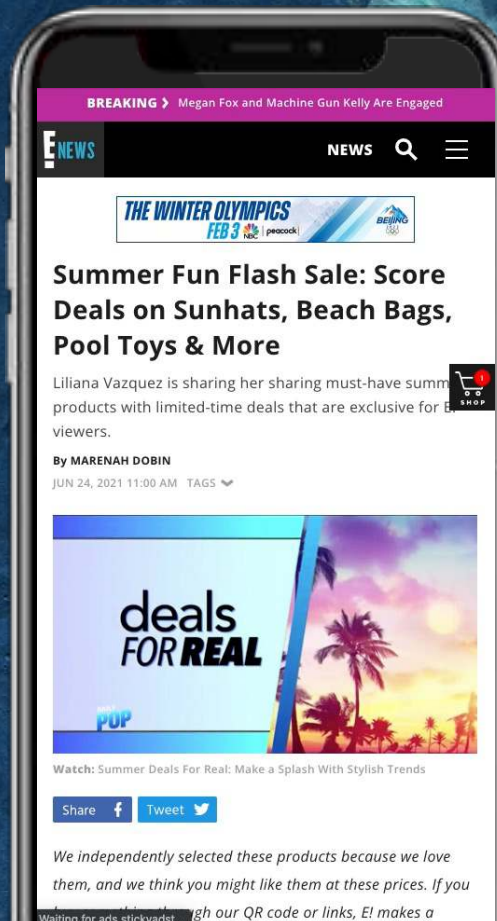 BREAKING > Megan Fox and Machine Gun Kelly Are Engaged
E NEWS
NEWS
THE WINTER OLYMPICS
FEB 3 NBC | peacock
BEIJING
Summer Fun Flash Sale: Score
Deals on Sunhats, Beach Bags,
Pool Toys & More
Liliana Vazquez is sharing her sharing must-have summ
products with limited-time deals that are exclusive for E!
viewers.
1
SHOP
By MARENAH DOBIN
JUN 24, 2021 11:00 AM TAGS
deals
FOR REAL
DAILY
POP
Watch: Summer Deals For Real: Make a Splash With Stylish Trends
Share f Tweet
We independently selected these products because we love
them, and we think you might like them at these prices. If you
gh our QR code or links, E! makes a
Waiting for ads.stickyadst